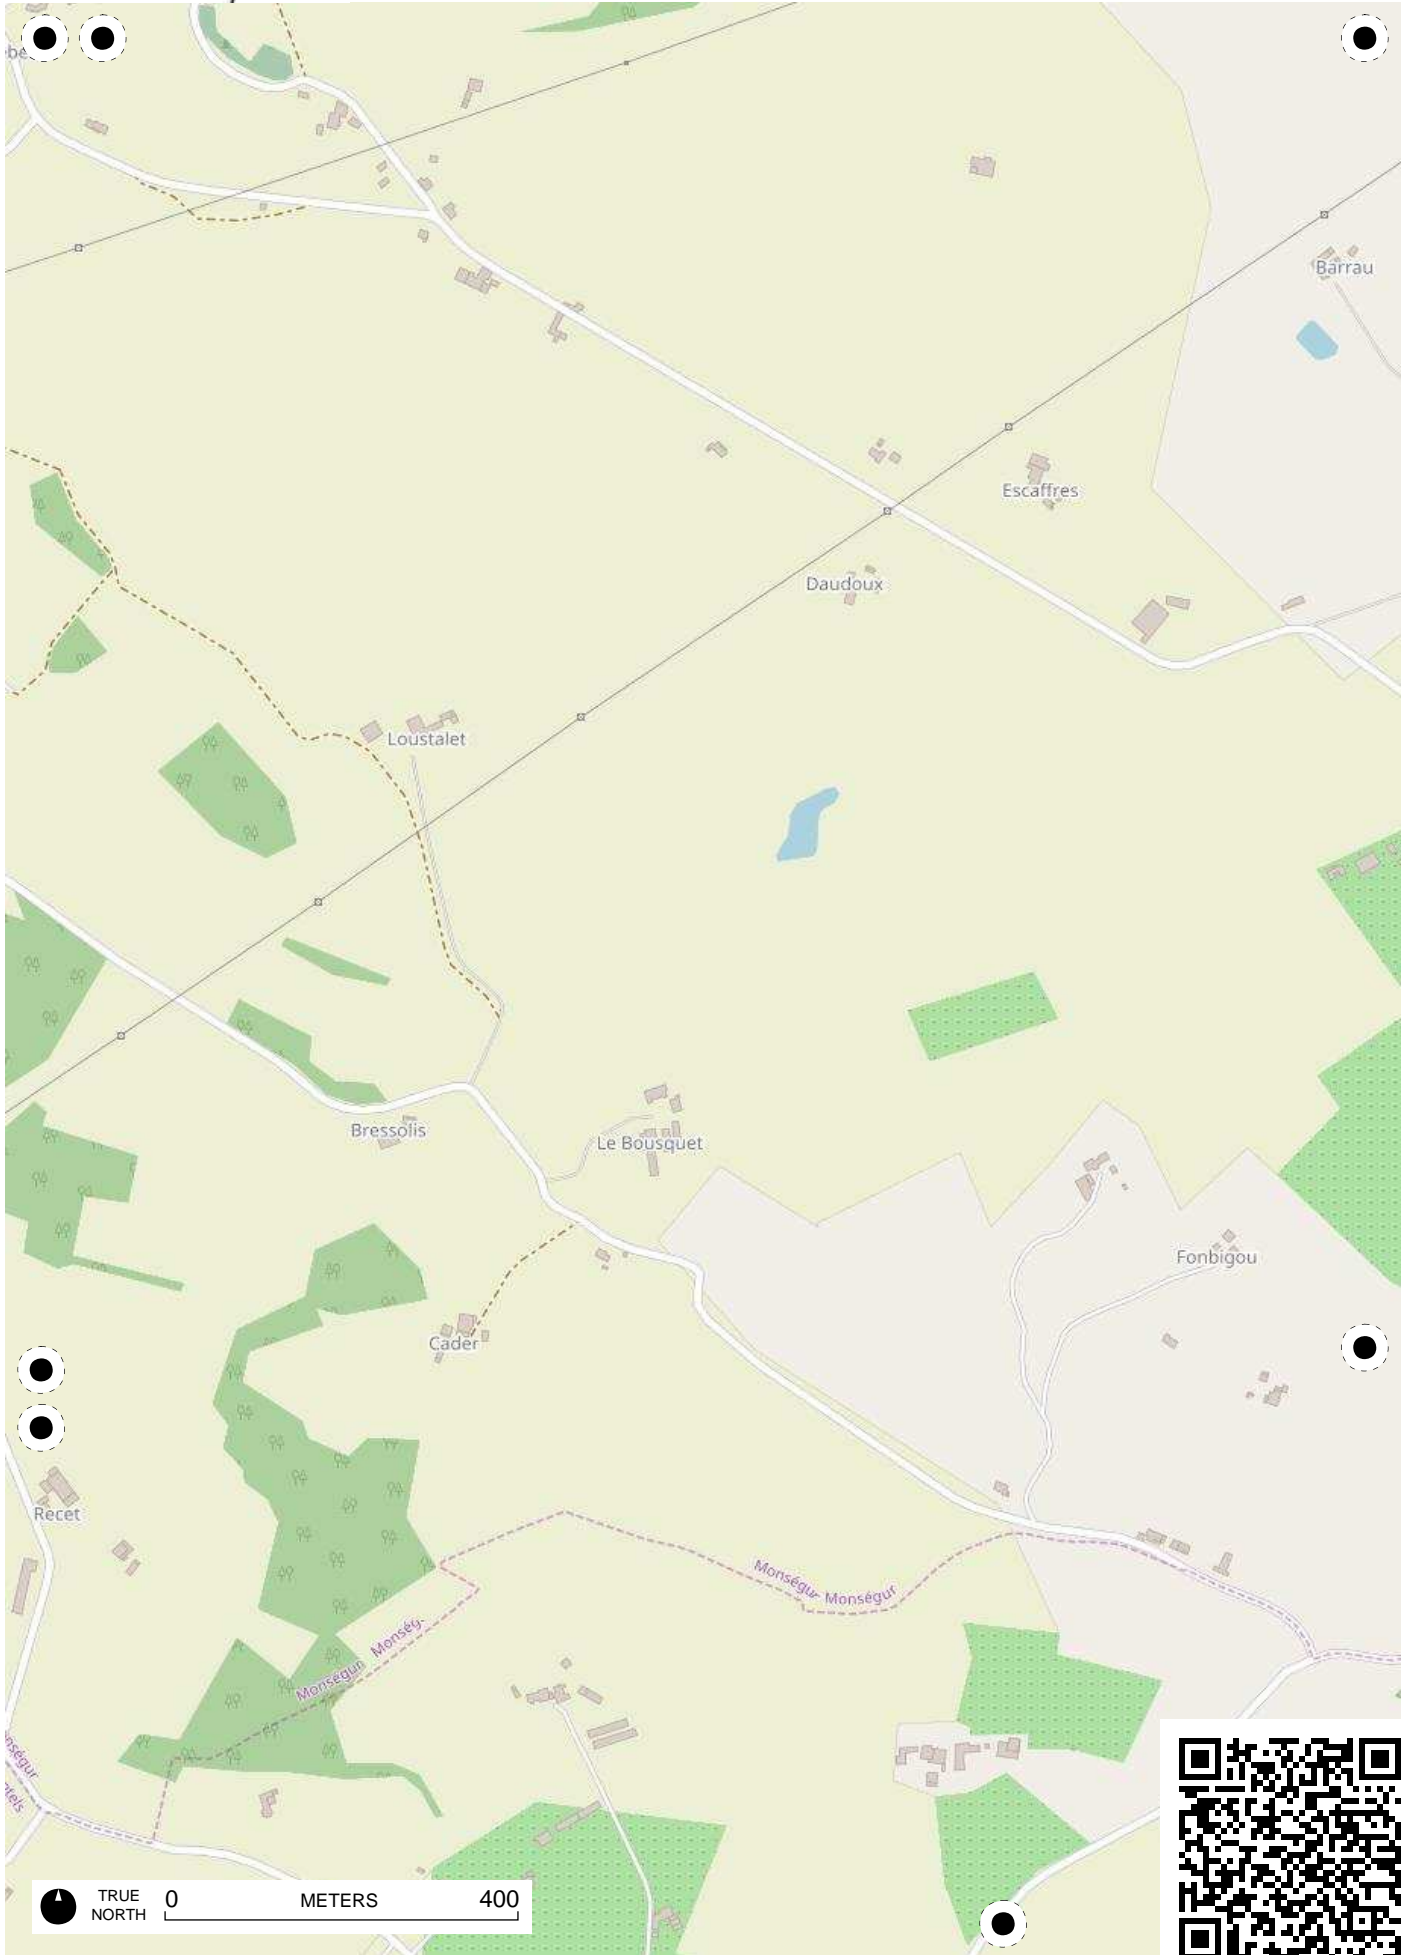 Barrau
Escaffres
Daudoux
Loustalet
Bressolis
Le Bousquet
Fonbigou
Cader
Recet
Monségur
Monségur
Monség
Monségur
TRUE NORTH
0 METERS 400